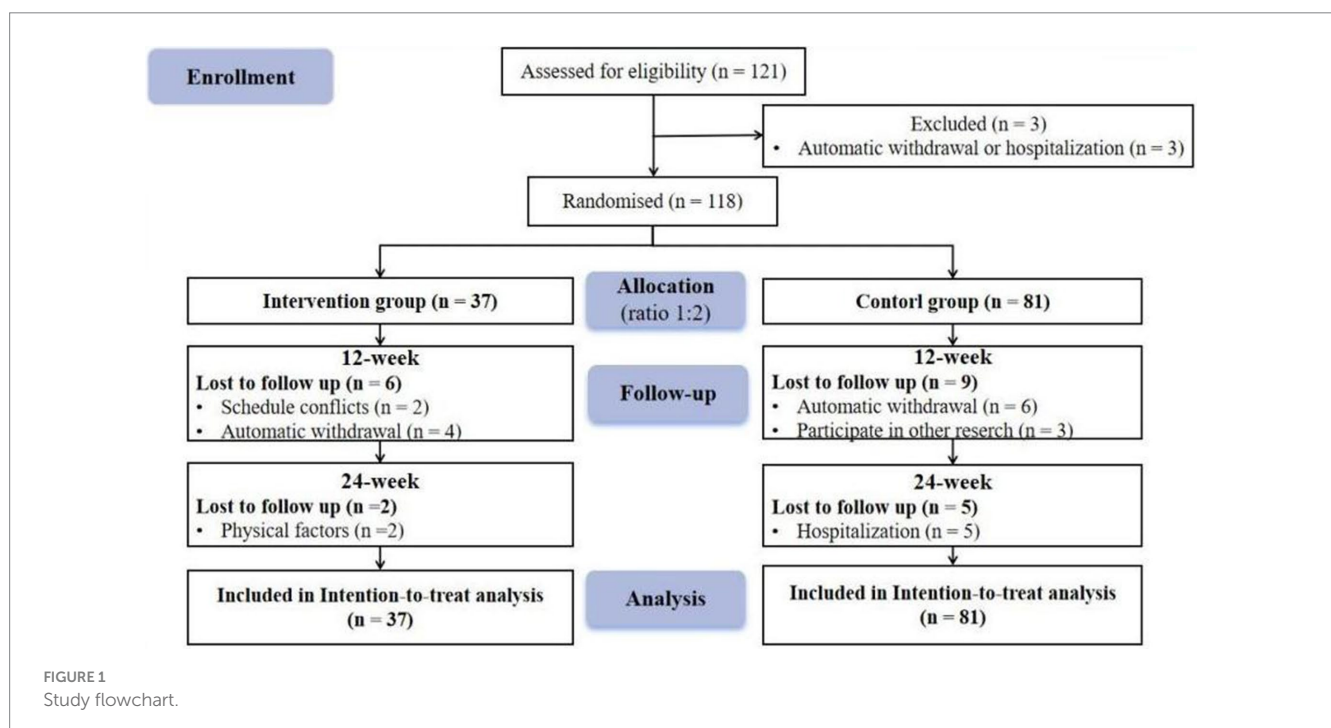 Enrollment
Assessed for eligibility (n = 121)
Excluded (n = 3)
• Automatic withdrawal or hospitalization (n = 3)
Randomised (n = 118)
Intervention group (n = 37)
Allocation
(ratio 1:2)
Contorl group (n = 81)
12-week
Lost to follow up (n = 6)
• Schedule conflicts (n = 2)
• Automatic withdrawal (n = 4)
Follow-up
12-week
Lost to follow up (n = 9)
• Automatic withdrawal (n = 6)
• Participate in other reserch (n = 3)
24-week
Lost to follow up (n =2)
• Physical factors (n =2)
24-week
Lost to follow up (n = 5)
• Hospitalization (n = 5)
Included in Intention-to-treat analysis
(n = 37)
Analysis
Included in Intention-to-treat analysis
(n = 81)
FIGURE 1
Study flowchart.